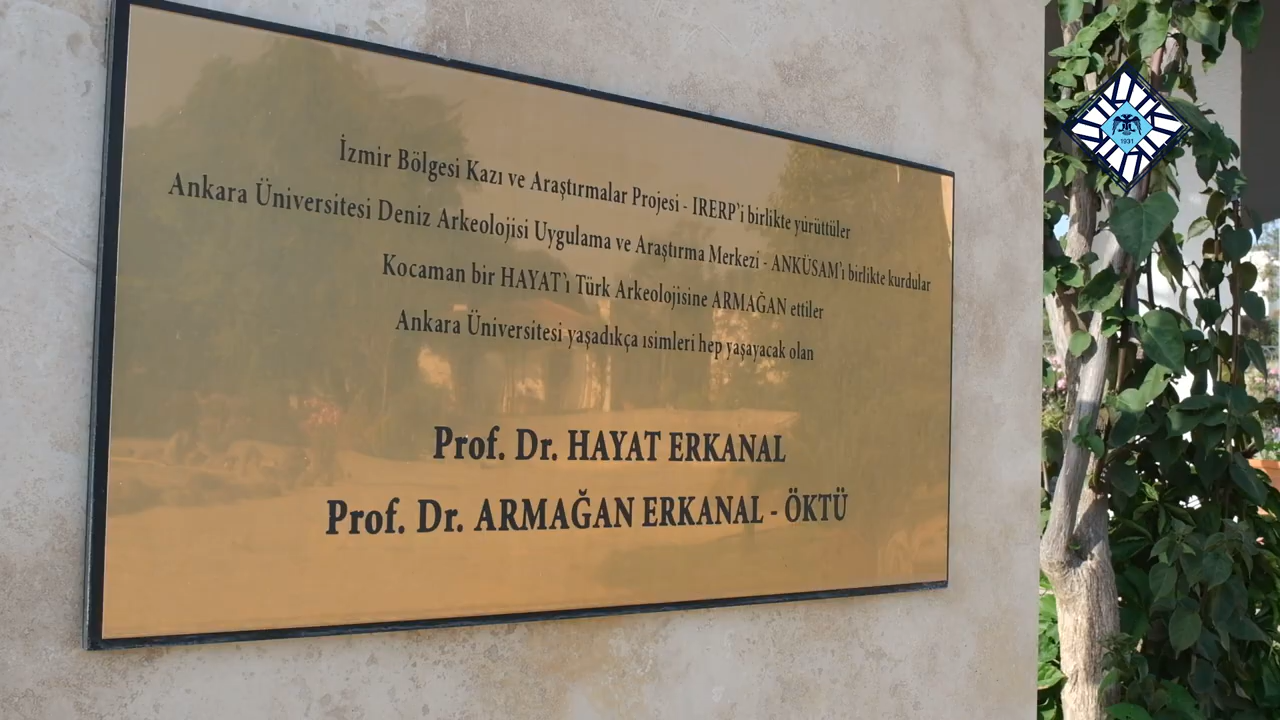 İzmir Bölgesi Kazı ve Araştırmalar Projesi - IRERP`i birlikte yürüttüler
Ankara Üniversitesi Deniz Arkeolojisi Uygulama ve Araştırma Merkezi - ANKÜSAM`ı birlikte kurdular
Kocaman bir HAYAT`ı Türk Arkeolojisine ARMAĞAN ettiler
Ankara Üniversitesi yaşadıkça ısimleri hep yaşayacak olan
Prof. Dr. HAYAT ERKANAL
Prof. Dr. ARMAĞAN ERKANAL - ÖKTÜ
1931